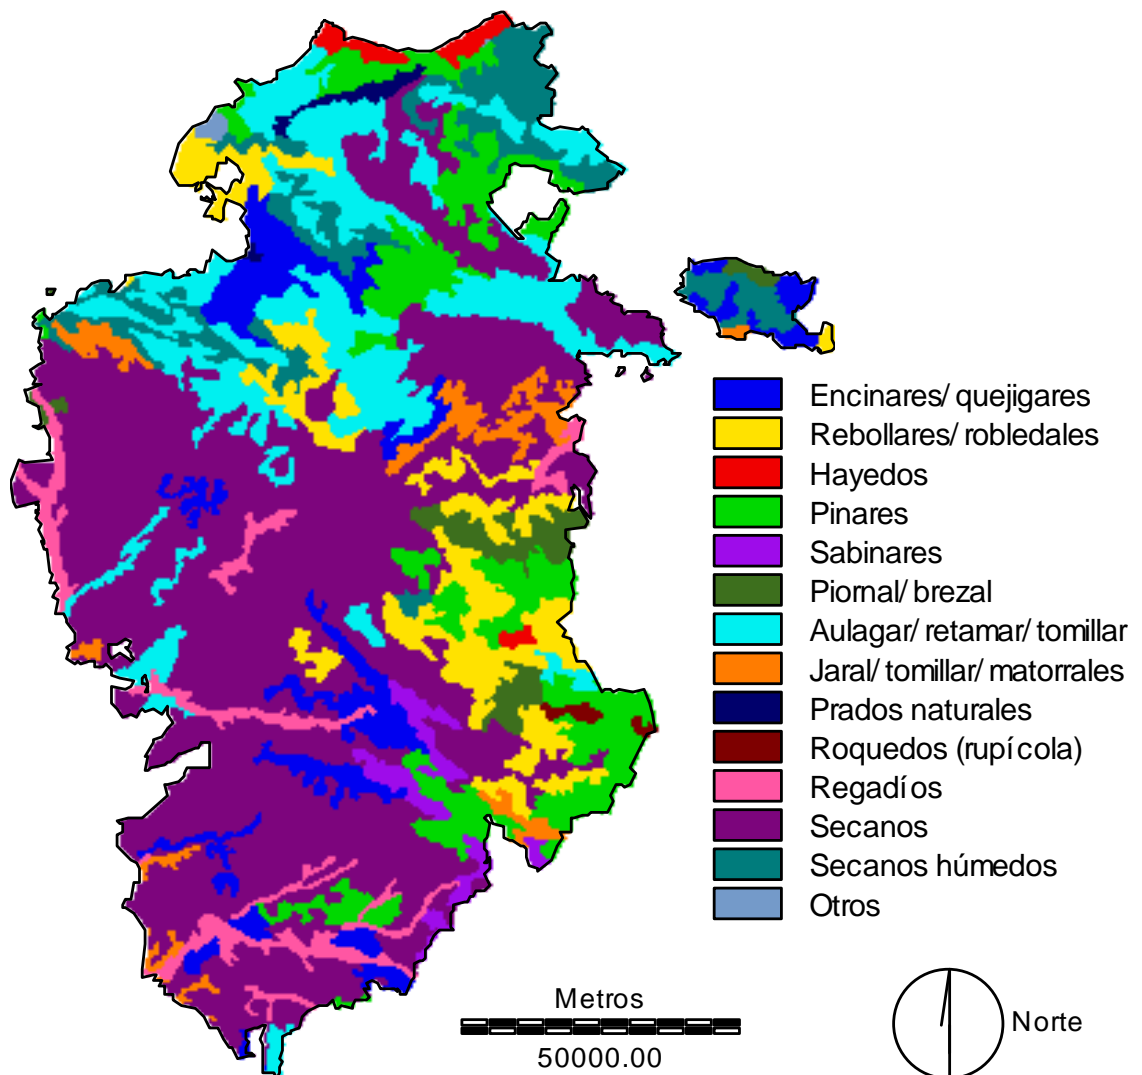 Encinares/ quejigares
Rebollares/ robledales
Hayedos
Pinares
Sabinares
Piornal/ brezal
Aulagar/ retamar/ tomillar
Jaral/ tomillar/ matorrales
Prados naturales
Roquedos (rupícola)
Regadíos
Secanos
Secanos húmedos
Otros
Metros
50000.00
Norte